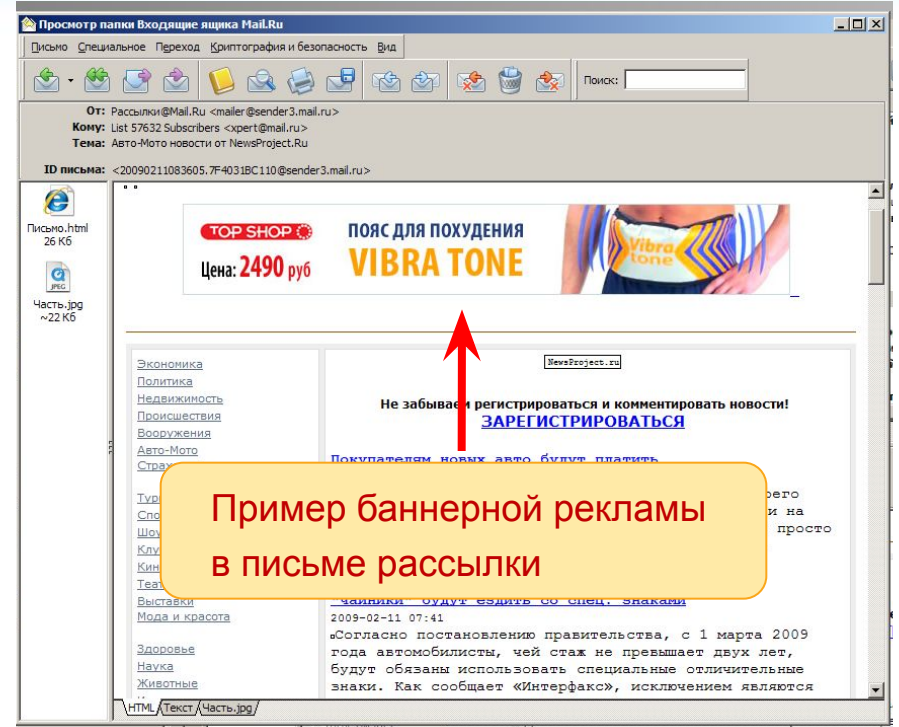 Просмотр папки Входящие ящика Mail.Ru
Письмо Специальное Переход Криптография и безопасность Вид
Поиск:
От: Рассылки@Mail.Ru <mailer@sender3.mail.ru>
Кому: List 57632 Subscribers <xpert@mail.ru>
Тема: Авто-Мото новости от NewsProject.Ru
ID письма: <20090211083605.7F4031BC110@sender3.mail.ru>
Письмо.html
26 Кб
JPEG
Часть.jpg
~22 Кб
TOP SHOP
Цена: 2490 руб
ПОЯС ДЛЯ ПОХУДЕНИЯ
VIBRA TONE
Vibra
tone
Экономика
Политика
Недвижимость
Происшествия
Вооружения
Авто-Мото
Выставки
Мода и красота
Здоровье
Наука
Животные
NewsProject.ru
Не забываем регистрироваться и комментировать новости!
ЗАРЕГИСТРИРОВАТЬСЯ
Покупателям новых авто будут платить
и на
просто
Пример баннерной рекламы
в письме рассылки
"чайники" будут ездить со спец. знаками
2009-02-11 07:41
Согласно постановлению правительства, с 1 марта 2009
года автомобилисты, чей стаж не превышает двух лет,
будут обязаны использовать специальные отличительные
знаки. Как сообщает «Интерфакс», исключением являются
HTML Текст Часть.jpg